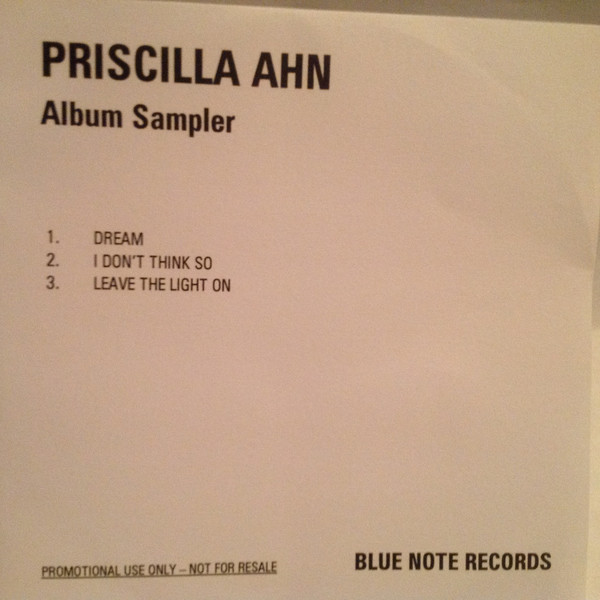 PRISCILLA AHN
Album Sampler
1. DREAM
2. I DON'T THINK SO
3. LEAVE THE LIGHT ON
PROMOTIONAL USE ONLY – NOT FOR RESALE
BLUE NOTE RECORDS